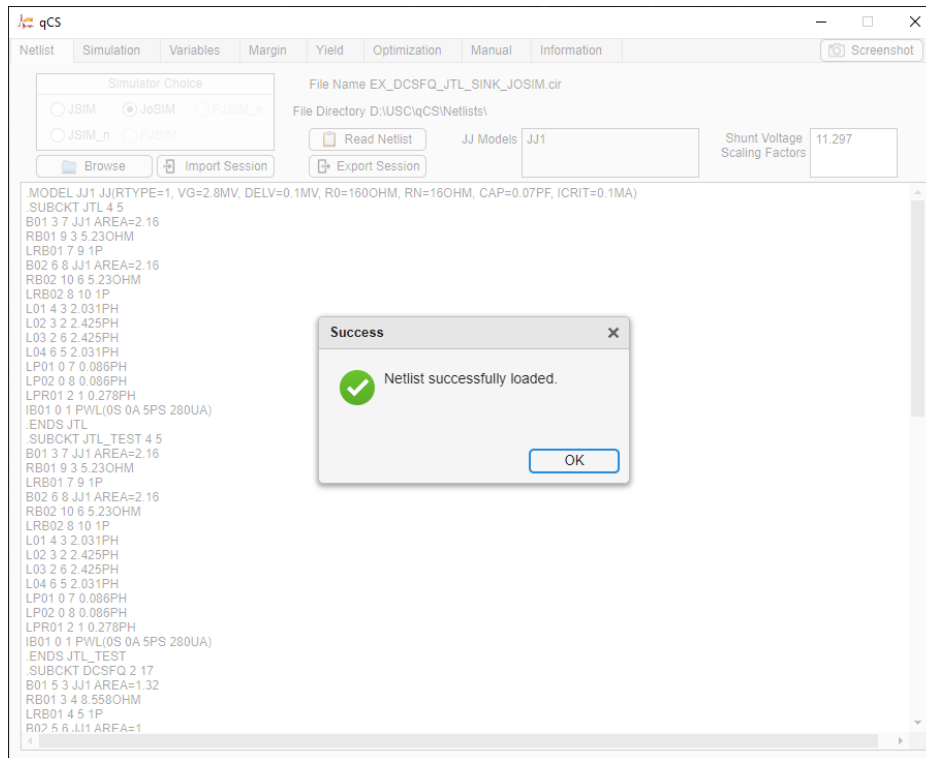 qCS
Netlist Simulation Variables Margin Yield Optimization Manual Information Screenshot
Simulator Choice
JSIM JoSIM PJSIM_n
JSIM_n PJSIM
File Name EX_DCSFQ_JTL_SINK_JOSIM.cir
File Directory D:\USC\qCS\Netlists\
Read Netlist JJ Models JJ1 Shunt Voltage Scaling Factors 11.297
Browse Import Session Export Session
.MODEL JJ1 JJ(RTYPE=1, VG=2.8MV, DELV=0.1MV, R0=160OHM, RN=16OHM, CAP=0.07PF, ICRIT=0.1MA)
.SUBCKT JTL 4 5
B01 3 7 JJ1 AREA=2.16
RB01 9 3 5.23OHM
LRB01 7 9 1P
B02 6 8 JJ1 AREA=2.16
RB02 10 6 5.23OHM
LRB02 8 10 1P
L01 4 3 2.031PH
L02 3 2 2.425PH
L03 2 6 2.425PH
L04 6 5 2.031PH
LP01 0 7 0.086PH
LP02 0 8 0.086PH
LPR01 2 1 0.278PH
IB01 0 1 PWL(0S 0A 5PS 280UA)
.ENDS JTL
.SUBCKT JTL_TEST 4 5
B01 3 7 JJ1 AREA=2.16
RB01 9 3 5.23OHM
LRB01 7 9 1P
B02 6 8 JJ1 AREA=2.16
RB02 10 6 5.23OHM
LRB02 8 10 1P
L01 4 3 2.031PH
L02 3 2 2.425PH
L03 2 6 2.425PH
L04 6 5 2.031PH
LP01 0 7 0.086PH
LP02 0 8 0.086PH
LPR01 2 1 0.278PH
IB01 0 1 PWL(0S 0A 5PS 280UA)
.ENDS JTL_TEST
.SUBCKT DCSFQ 2 17
B01 5 3 JJ1 AREA=1.32
RB01 3 4 8.558OHM
LRB01 4 5 1P
B02 5 6 JJ1 AREA=1
Success
Netlist successfully loaded.
OK